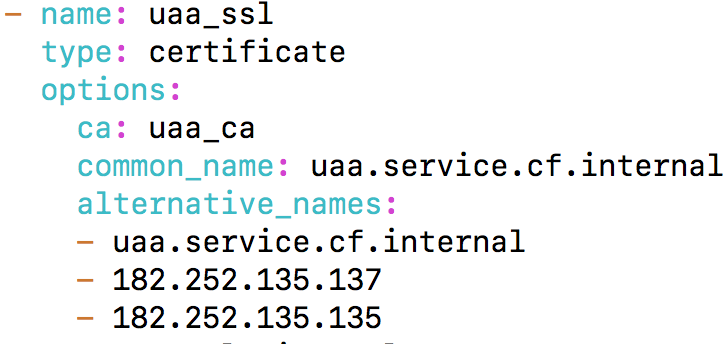 - name: uaa_ssl
  type: certificate
  options:
    ca: uaa_ca
    common_name: uaa.service.cf.internal
    alternative_names:
    - uaa.service.cf.internal
    - 182.252.135.137
    - 182.252.135.135